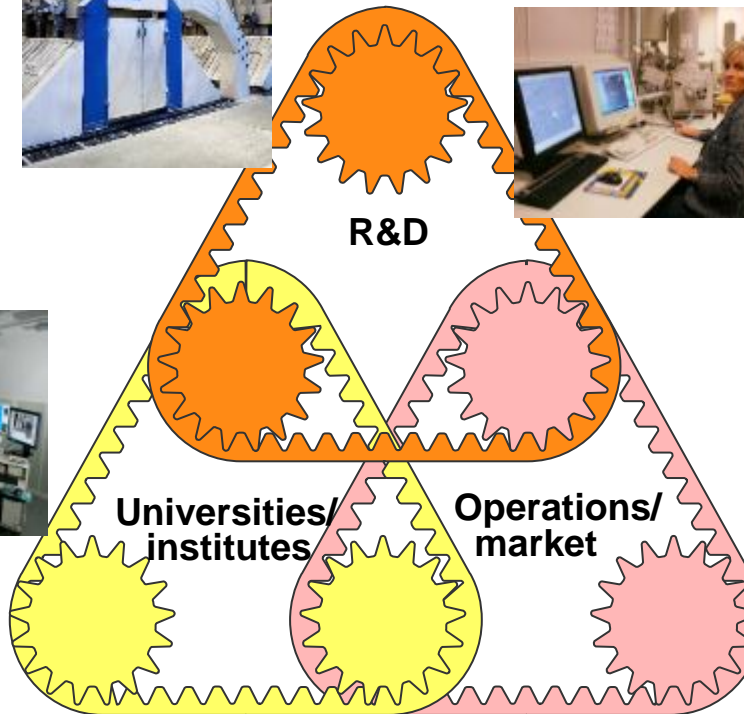 R&D
Universities/
institutes
Operations/
market